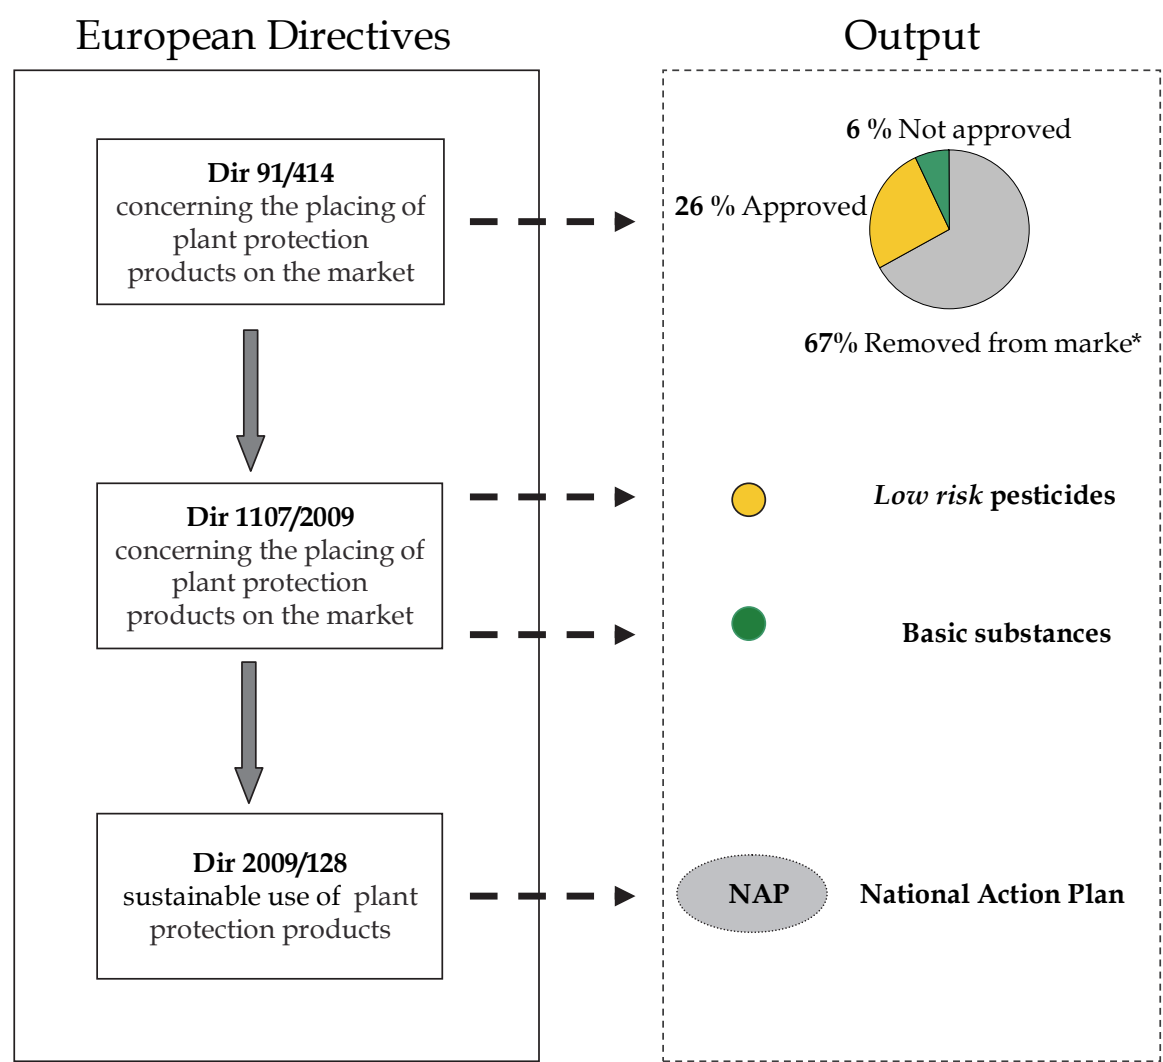 European Directives
Dir 91/414
concerning the placing of
plant protection
products on the market
Dir 1107/2009
concerning the placing of
plant protection
products on the market
Dir 2009/128
sustainable use of plant
protection products
Output
6 % Not approved
26 % Approved
67% Removed from marke*
Low risk pesticides
Basic substances
NAP National Action Plan